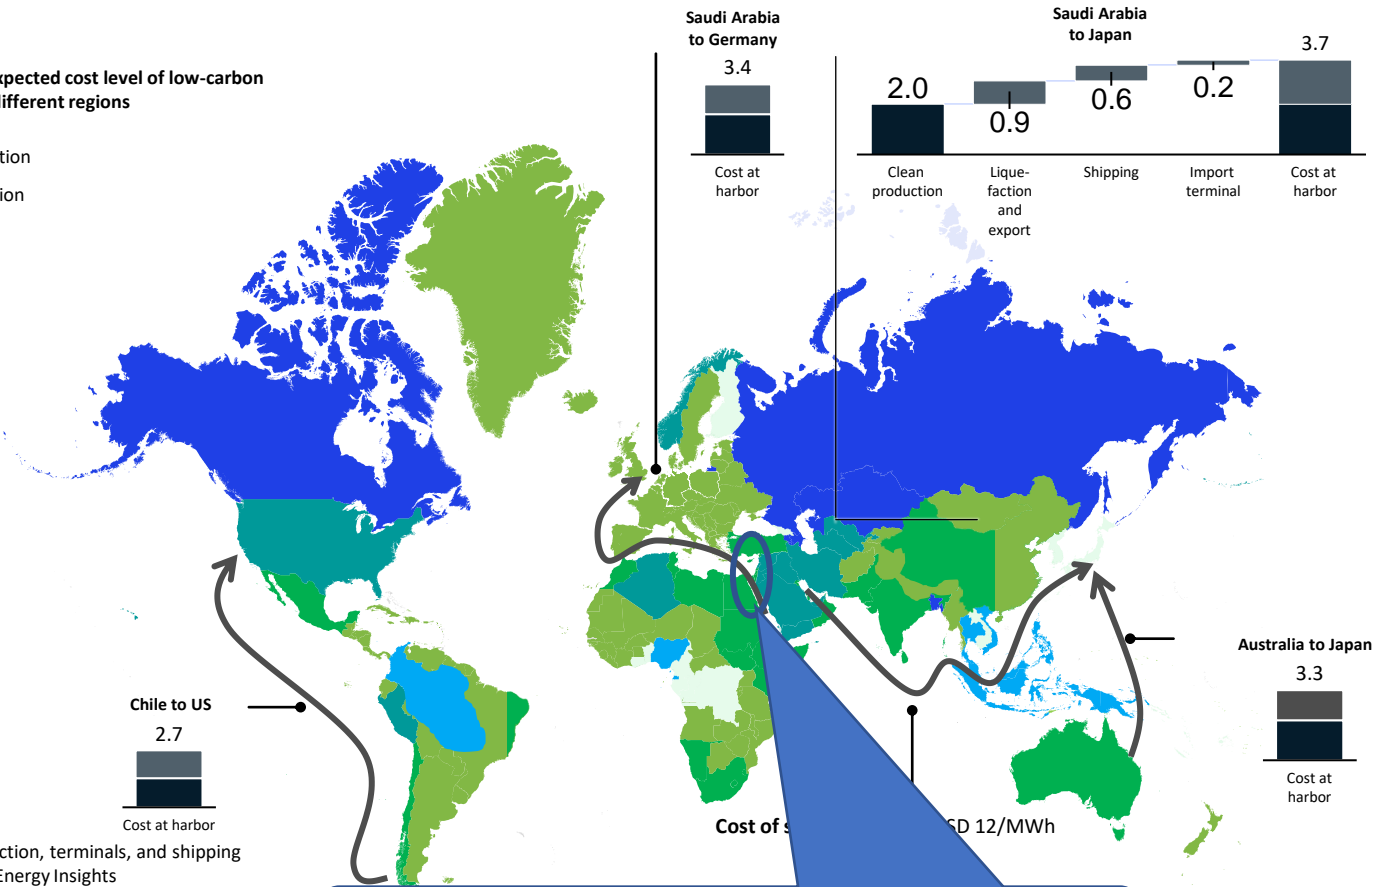 xpected cost level of low-carbon
different regions
tion
ion
Saudi Arabia
to Germany
3.4
Cost at
harbor
Saudi Arabia
to Japan
2.0
0.9
0.6
0.2
3.7
Clean
production
Lique-
faction
and
export
Shipping
Import
terminal
Cost at
harbor
Chile to US
2.7
Cost at harbor
Australia to Japan
3.3
Cost at
harbor
Cost of s
SD 12/MWh
ction, terminals, and shipping
Energy Insights